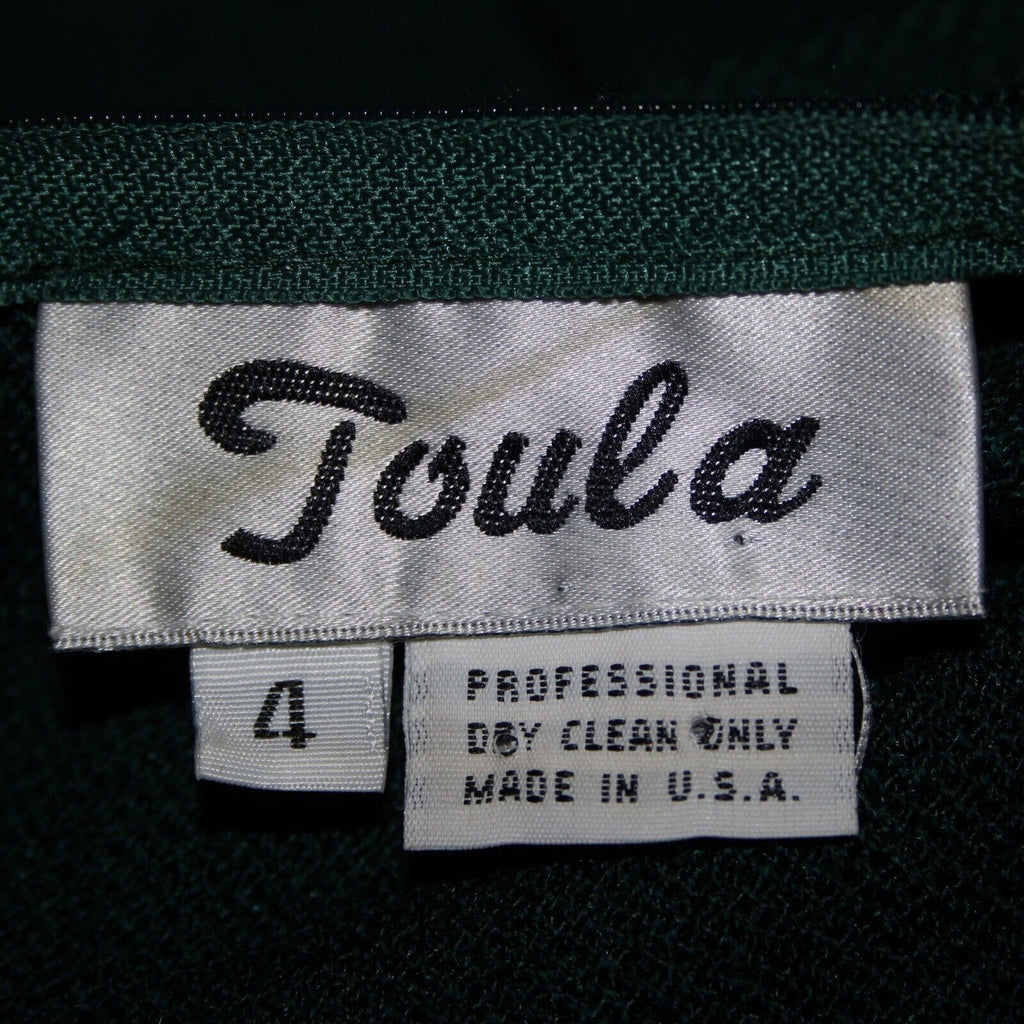 Toula
4
PROFESSIONAL
DRY CLEAN ONLY
MADE IN U.S.A.